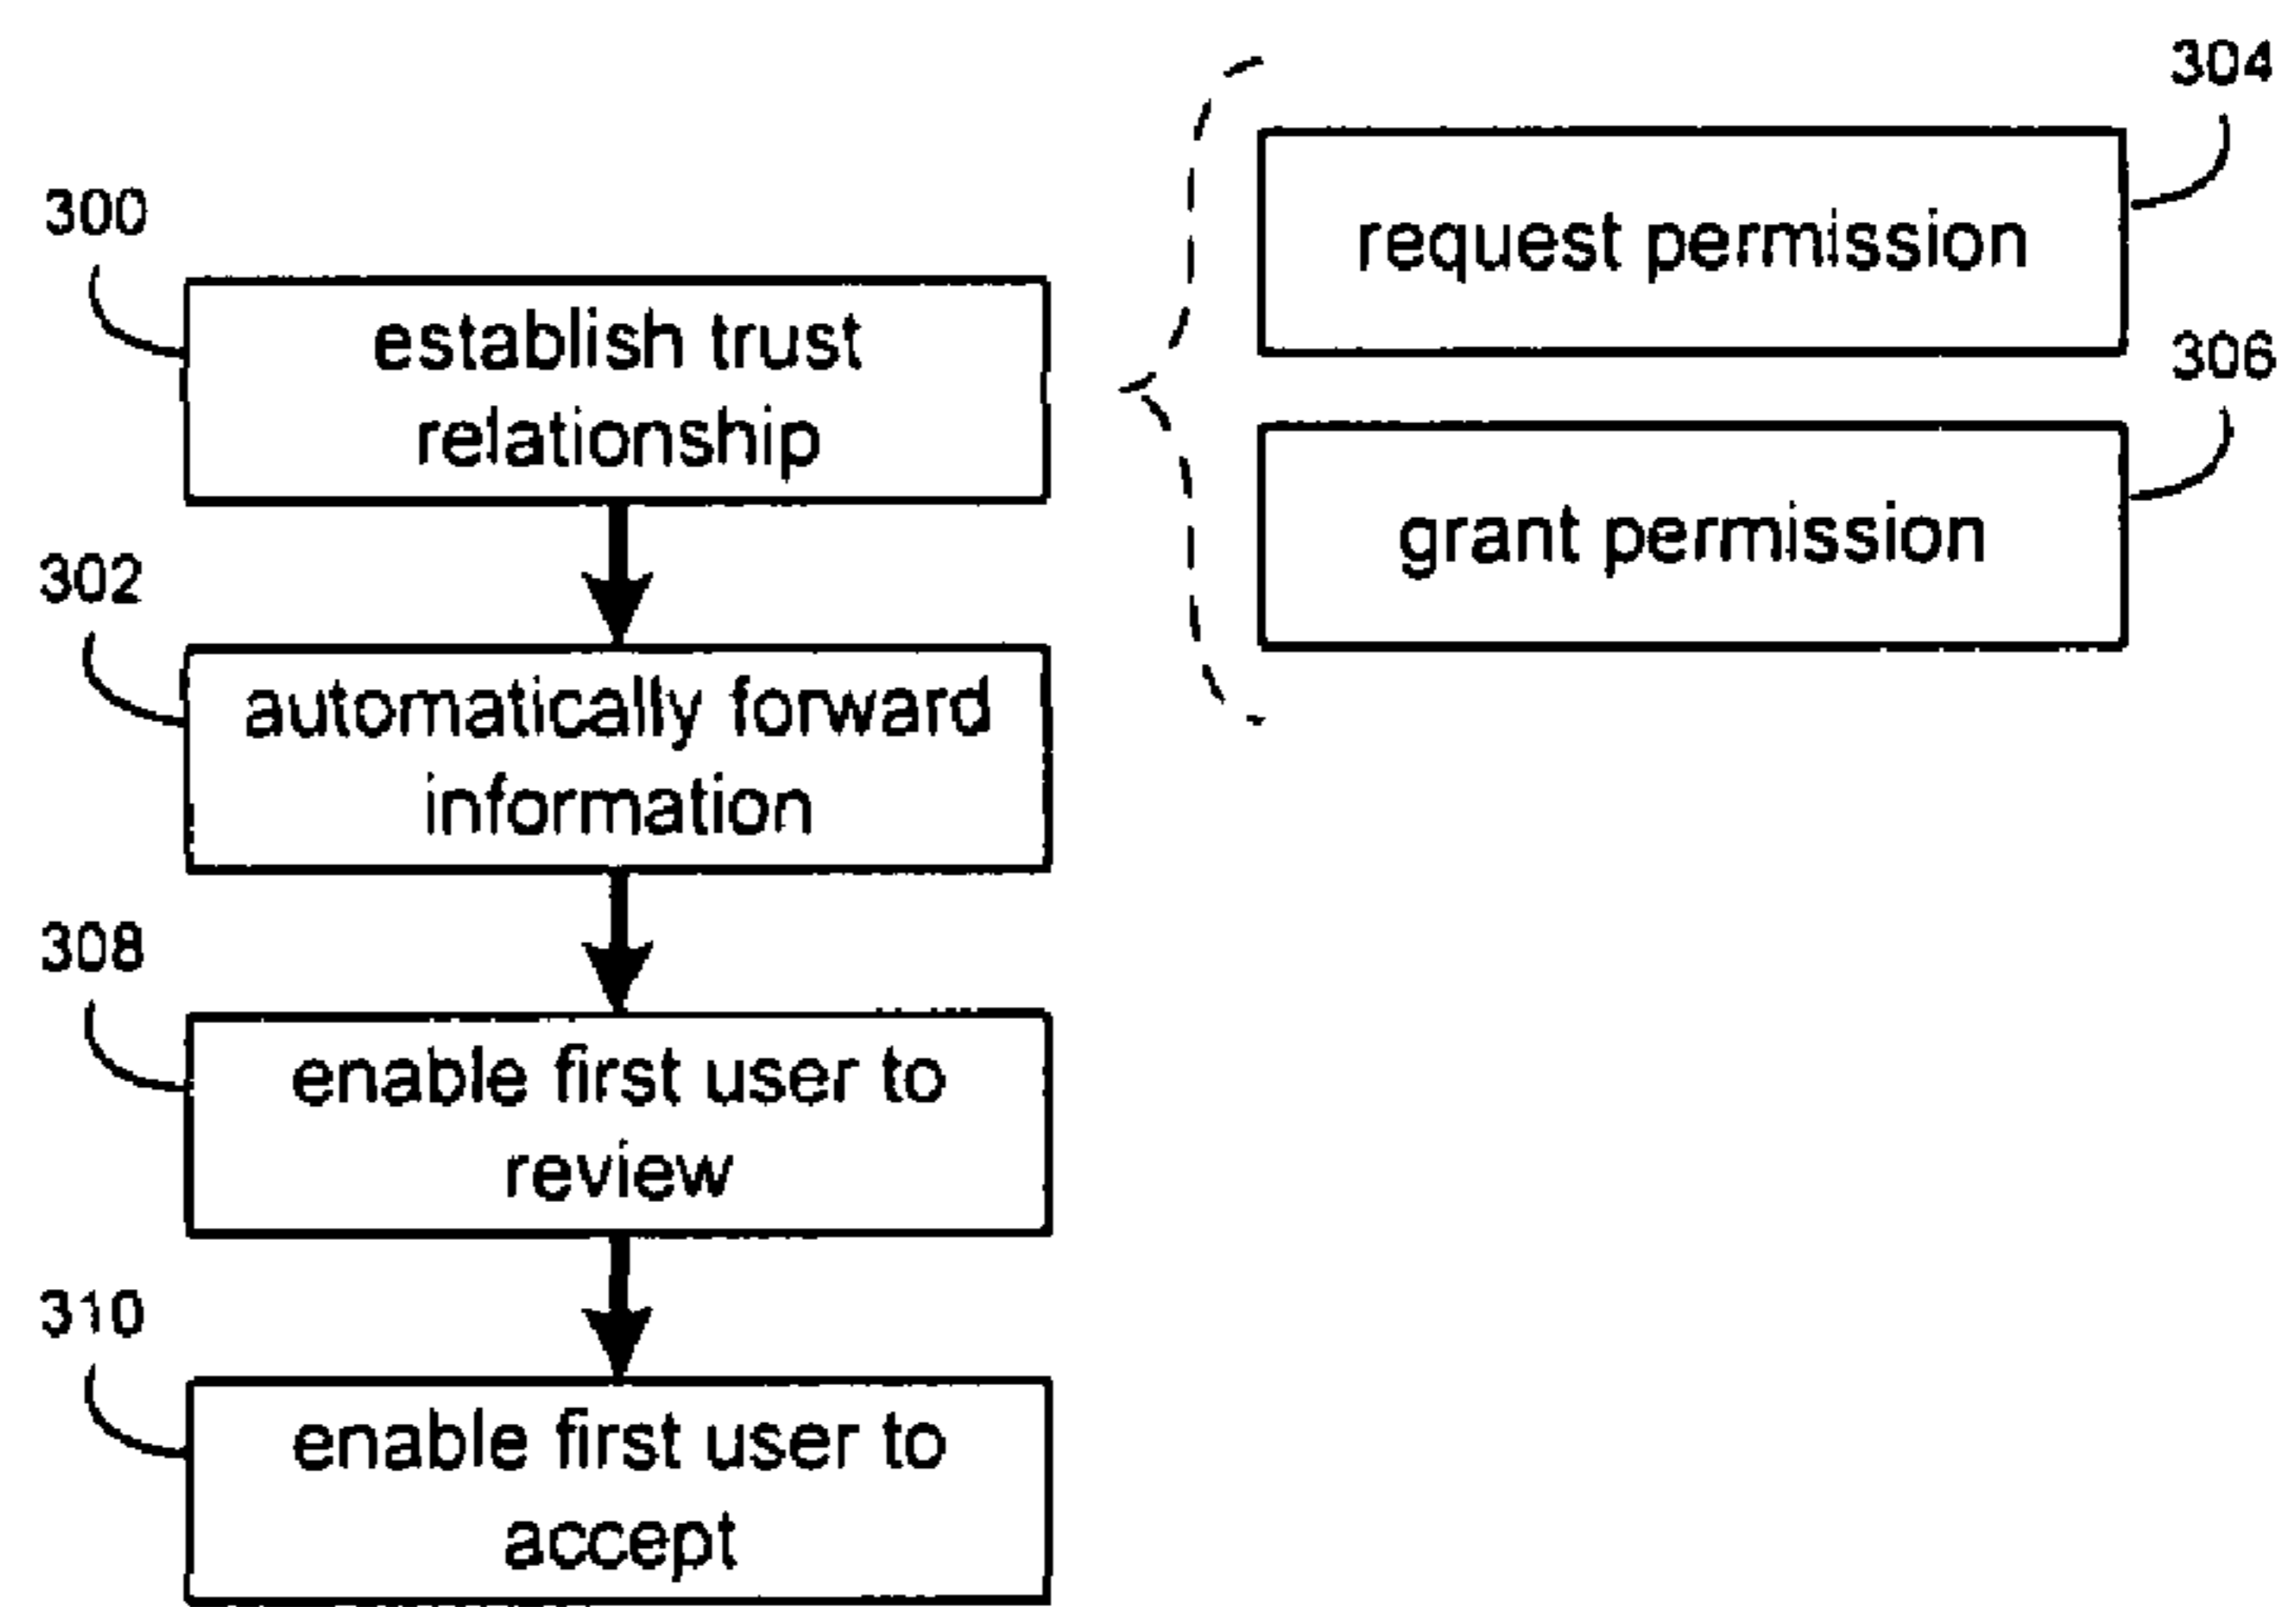 300
establish trust
relationship
302
automatically forward
information
308
enable first user to
review
310
enable first user to
accept
304
request permission
306
grant permission